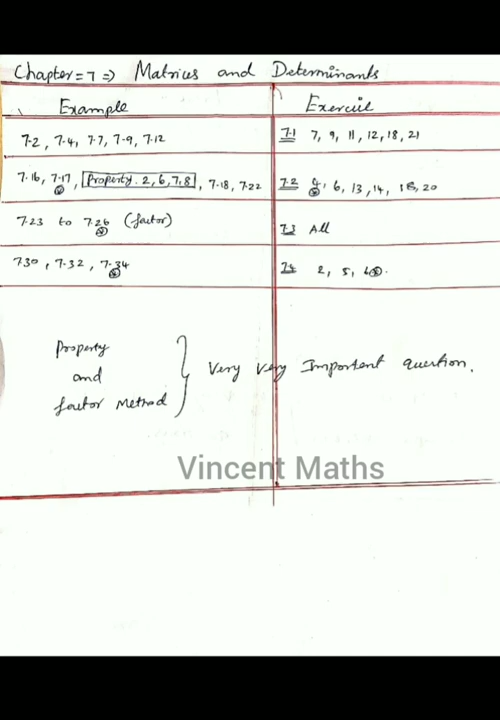 Chapter = 7 ⇒ Matrices and Determinants
Example Exercise
7.2, 7.4, 7.7, 7.9, 7.12 7.1 7, 9, 11, 12, 18, 21
7.16, 7.17, Property. 2, 6, 7, 8, 7.18, 7.22 7.2 6, 13, 14, 18, 20
7.23 to 7.26 (factor) 7.3 All
7.30, 7.32, 7.34 7.4 2, 5,
Property
and
factor Method
Very very Important question.
Vincent Maths